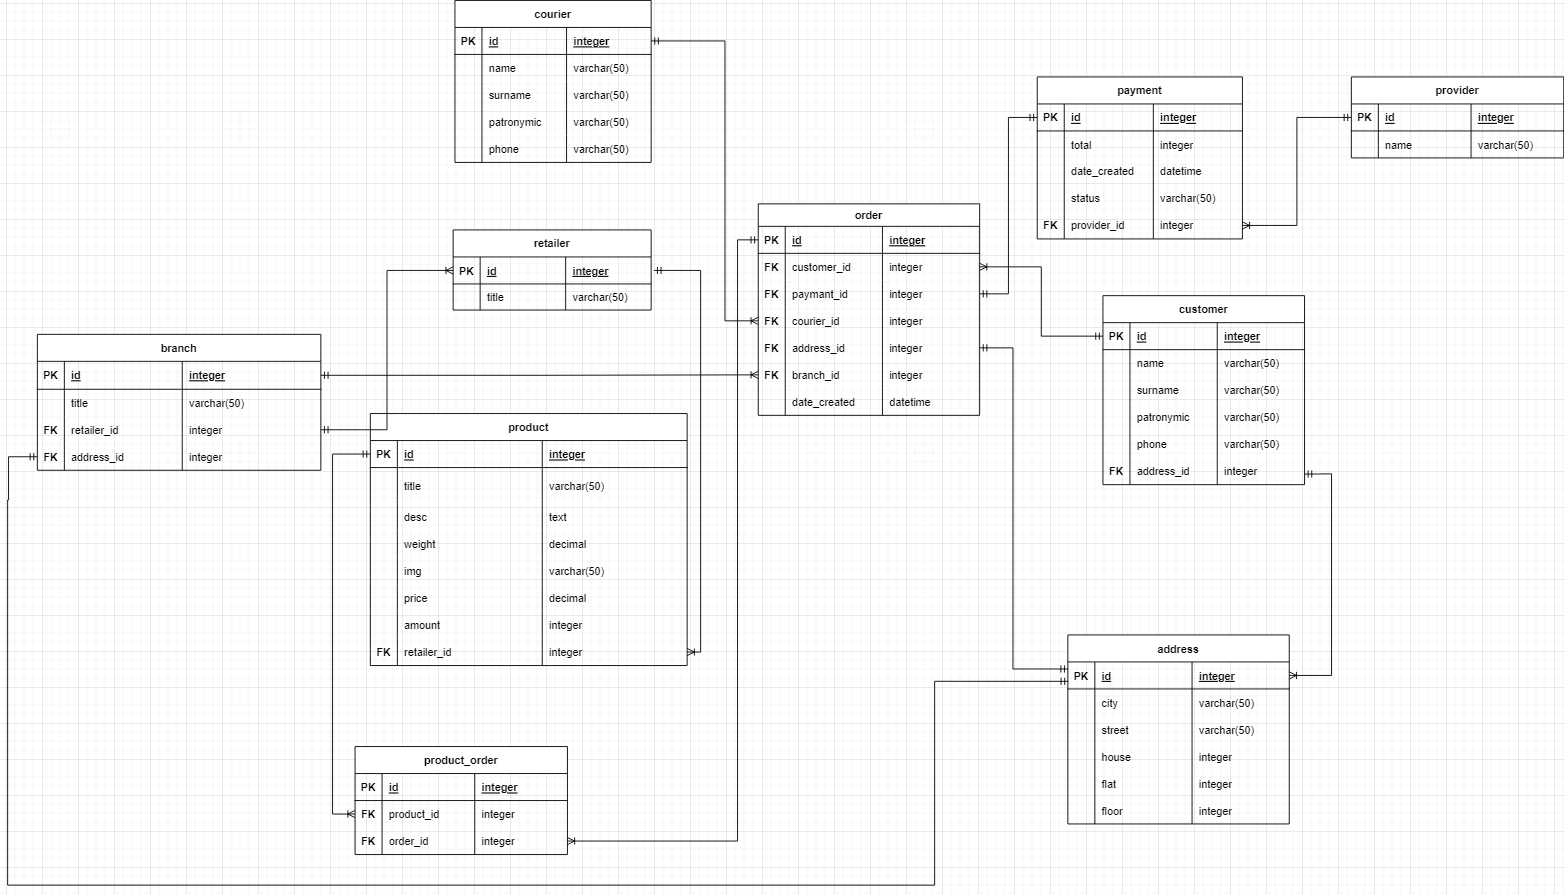 courier
PK id integer
name varchar(50)
surname varchar(50)
patronymic varchar(50)
phone varchar(50)
payment
PK id integer
total integer
date_created datetime
status varchar(50)
FK provider_id integer
provider
PK id integer
name varchar(50)
order
PK id integer
FK customer_id integer
FK paymant_id integer
FK courier_id integer
FK address_id integer
FK branch_id integer
date_created datetime
retailer
PK id integer
title varchar(50)
customer
PK id integer
name varchar(50)
surname varchar(50)
patronymic varchar(50)
phone varchar(50)
FK address_id integer
branch
PK id integer
title varchar(50)
FK retailer_id integer
FK address_id integer
product
PK id integer
title varchar(50)
desc text
weight decimal
img varchar(50)
price decimal
amount integer
FK retailer_id integer
address
PK id integer
city varchar(50)
street varchar(50)
house integer
flat integer
floor integer
product_order
PK id integer
FK product_id integer
FK order_id integer